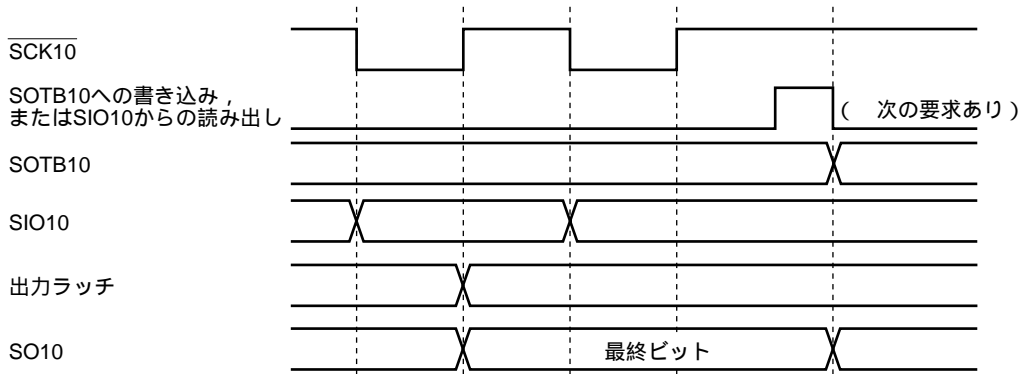 SCK10
SOTB10への書き込み，
またはSIO10からの読み出し
(　次の要求あり)
SOTB10
SIO10
出力ラッチ
SO10
最終ビット